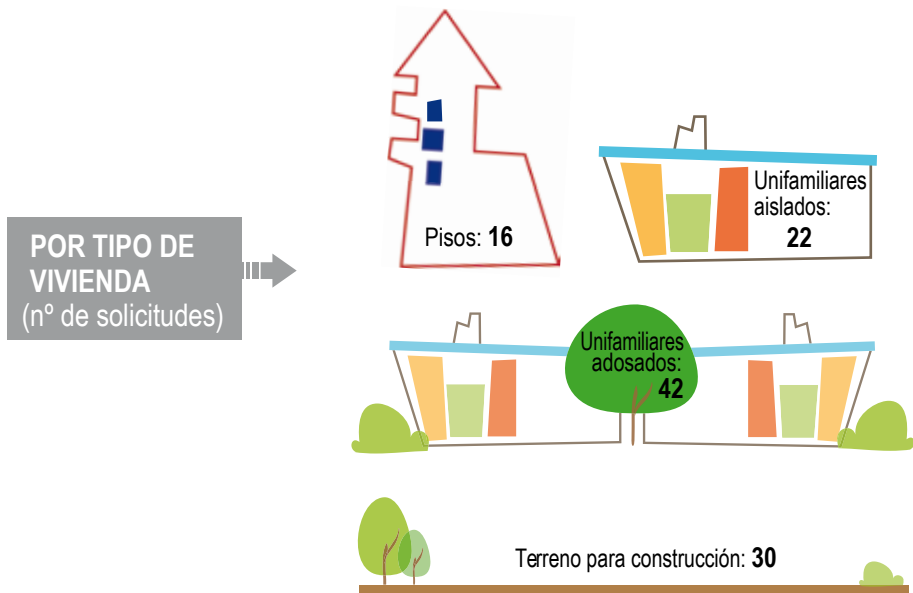 POR TIPO DE
VIVIENDA
(nº de solicitudes)
Pisos: 16
Unifamiliares
aislados:
22
Unifamiliares
adosados:
42
Terreno para construcción: 30